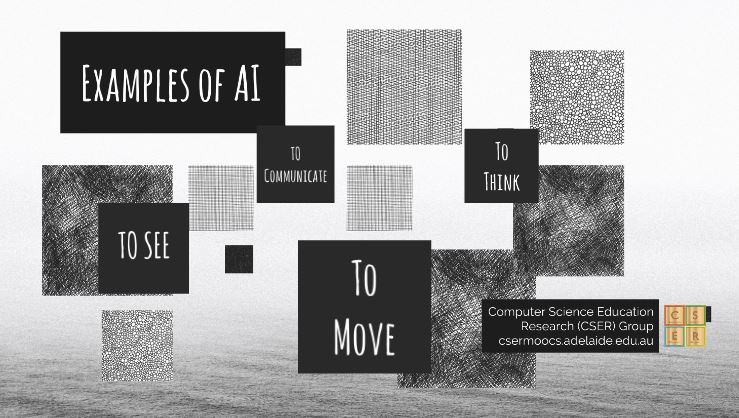 EXAMPLES OF AI
TO
COMMUNICATE
TO
THINK
TO SEE
TO
MOVE
Computer Science Education
Research (CSER) Group
csermoocs.adelaide.edu.au
C S
E R